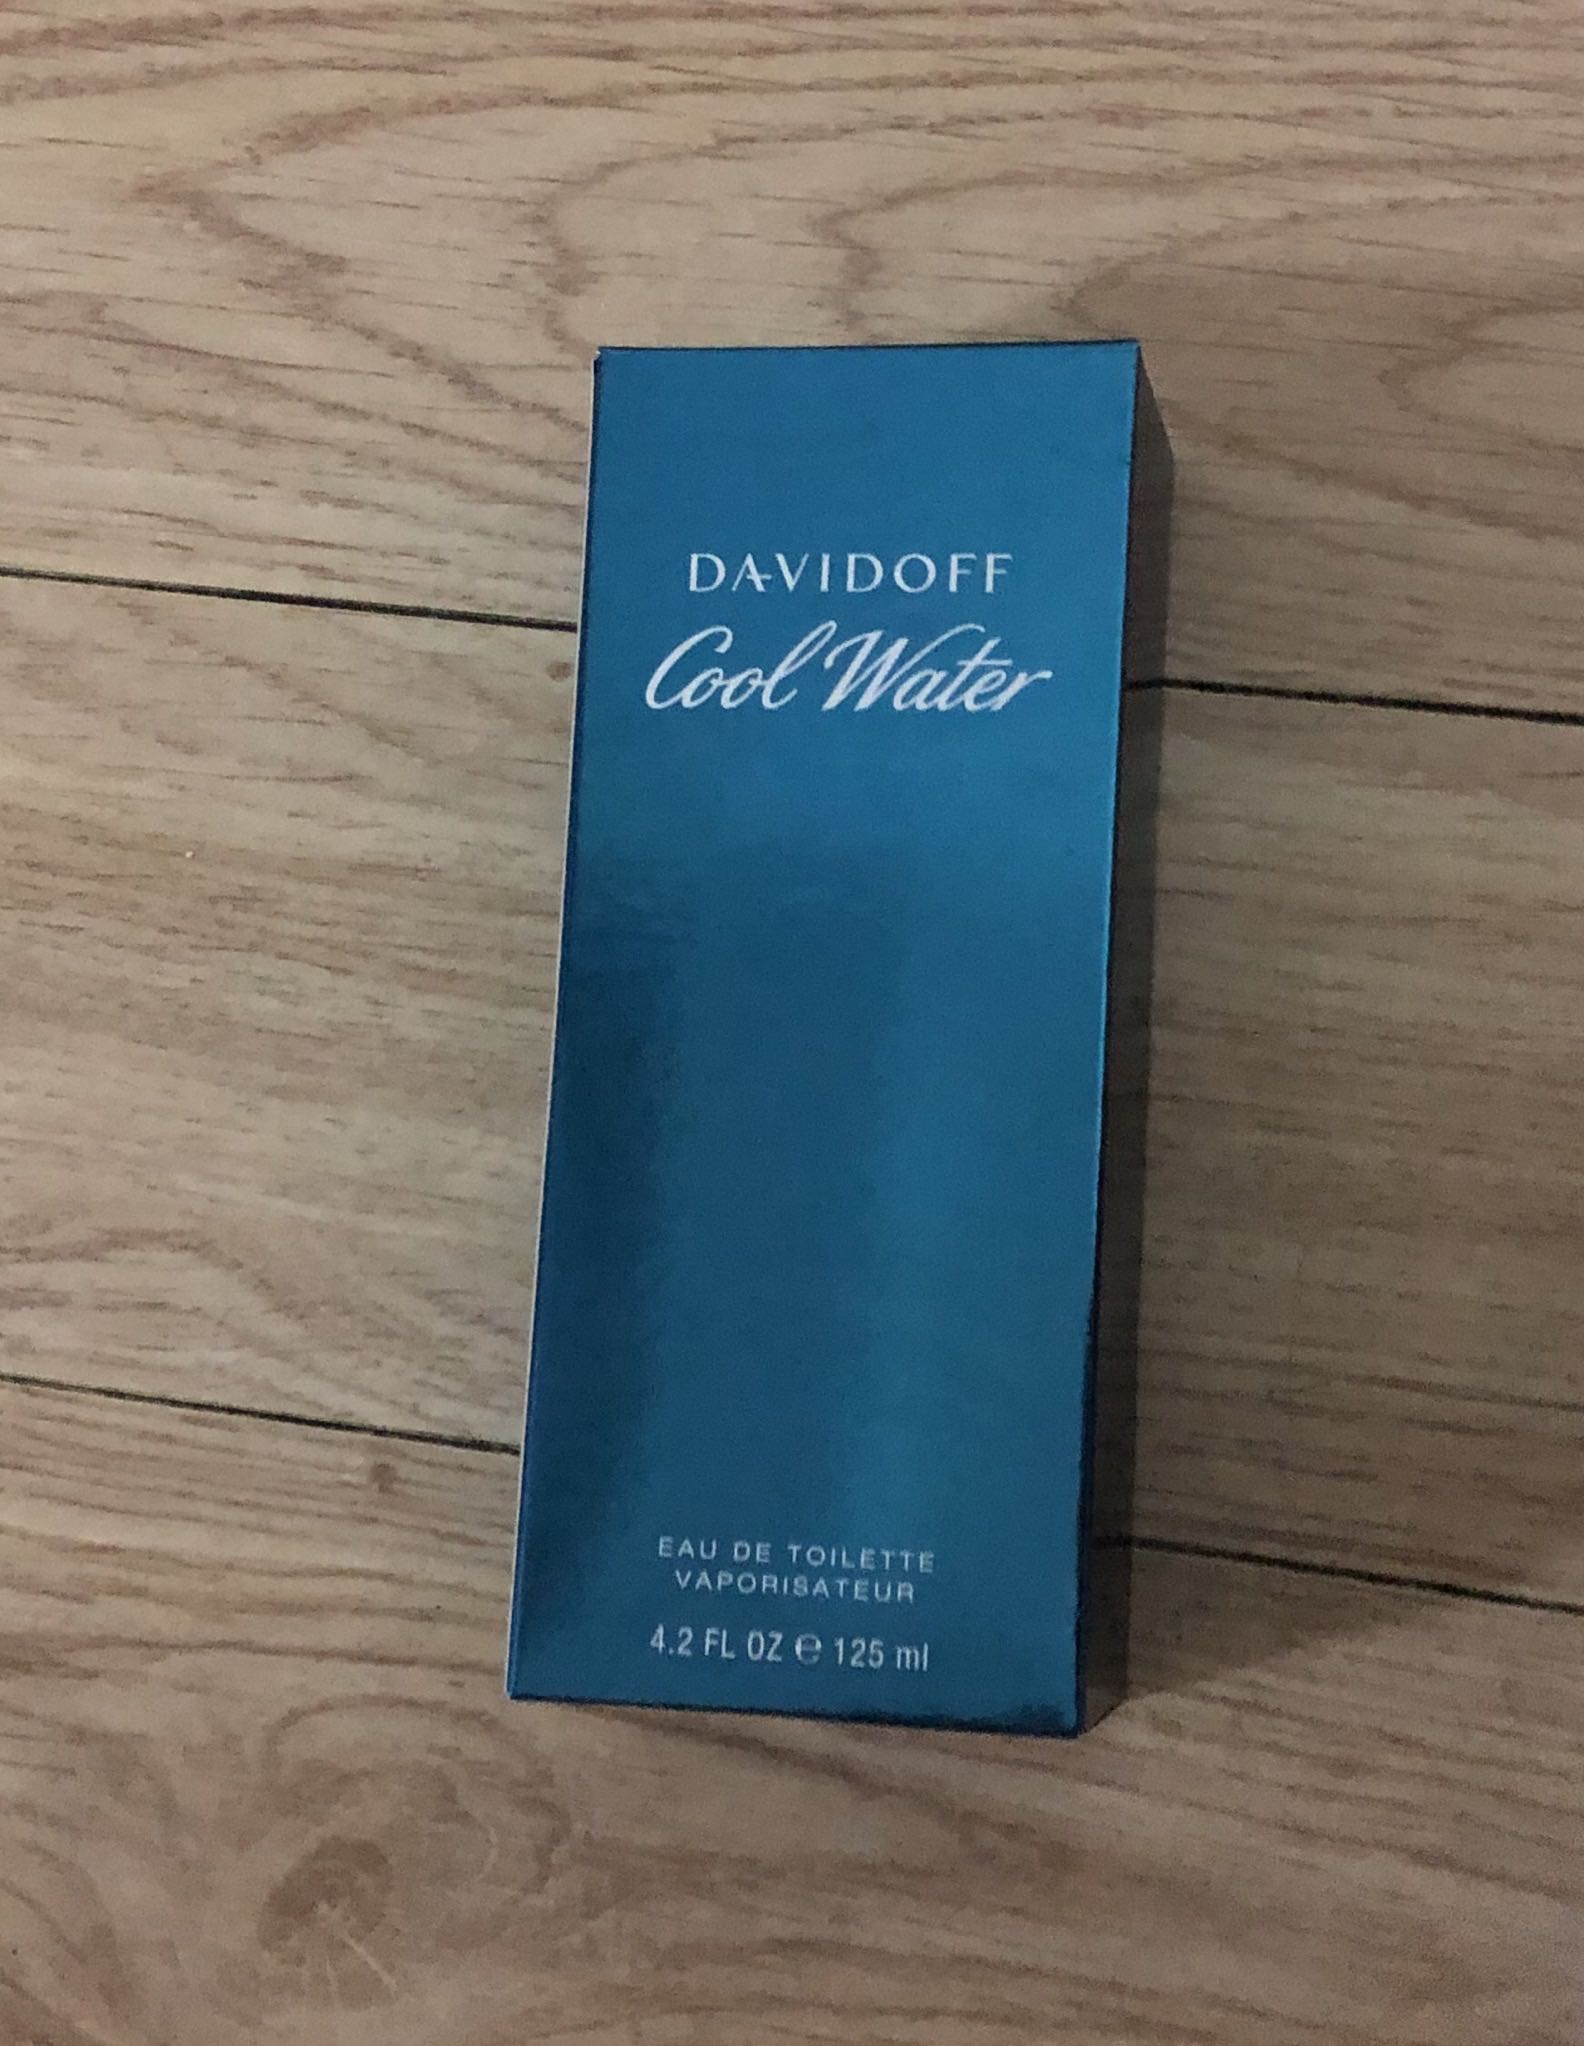 DAVIDOFF
Cool Water
EAU DE TOILETTE
VAPORISATEUR
4.2 FL OZ ℮ 125 ml